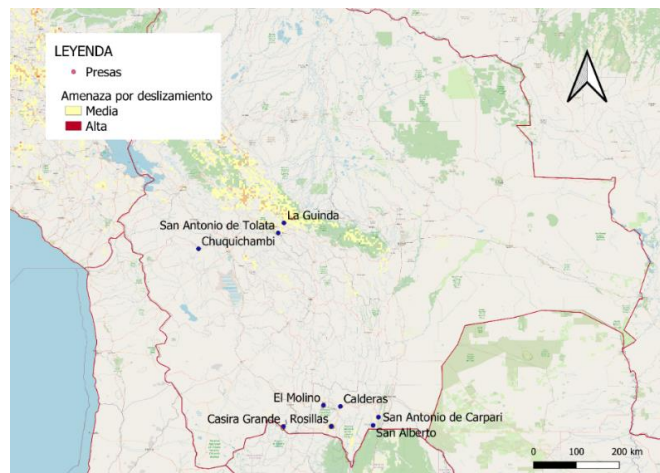 LEYENDA
Presas
Amenaza por deslizamiento
Media
Alta
La Guinda
San Antonio de Tolata
Chuquichambi
El Molino
Calderas
Casira Grande
Rosillas
San Antonio de Carpari
San Alberto
0
100
200 km